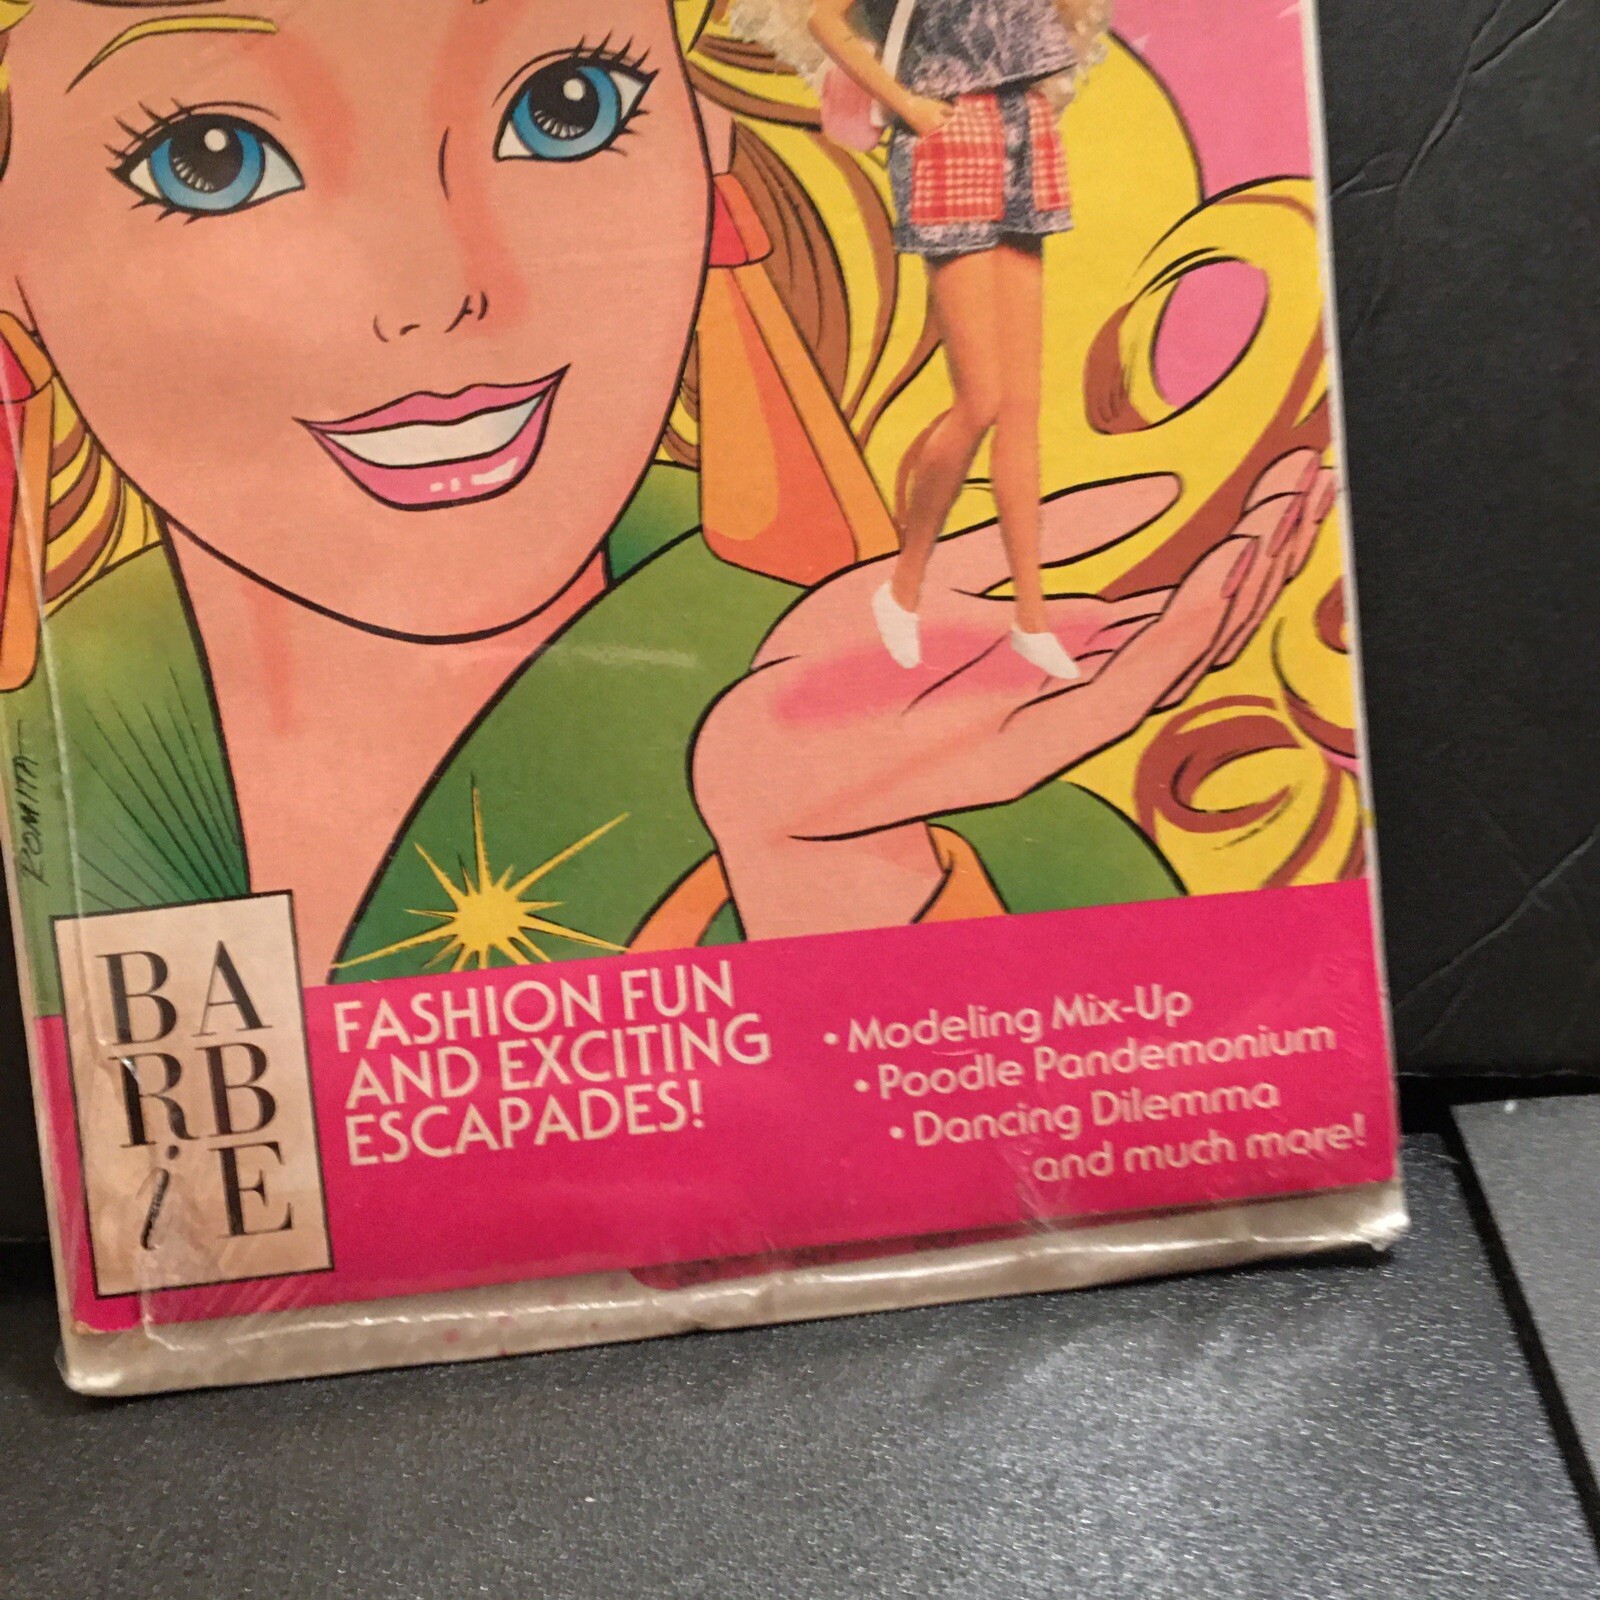 ROMITA
BA
RB
iE
FASHION FUN
AND EXCITING
ESCAPADES!
• Modeling Mix-Up
• Poodle Pandemonium
• Dancing Dilemma
and much more!